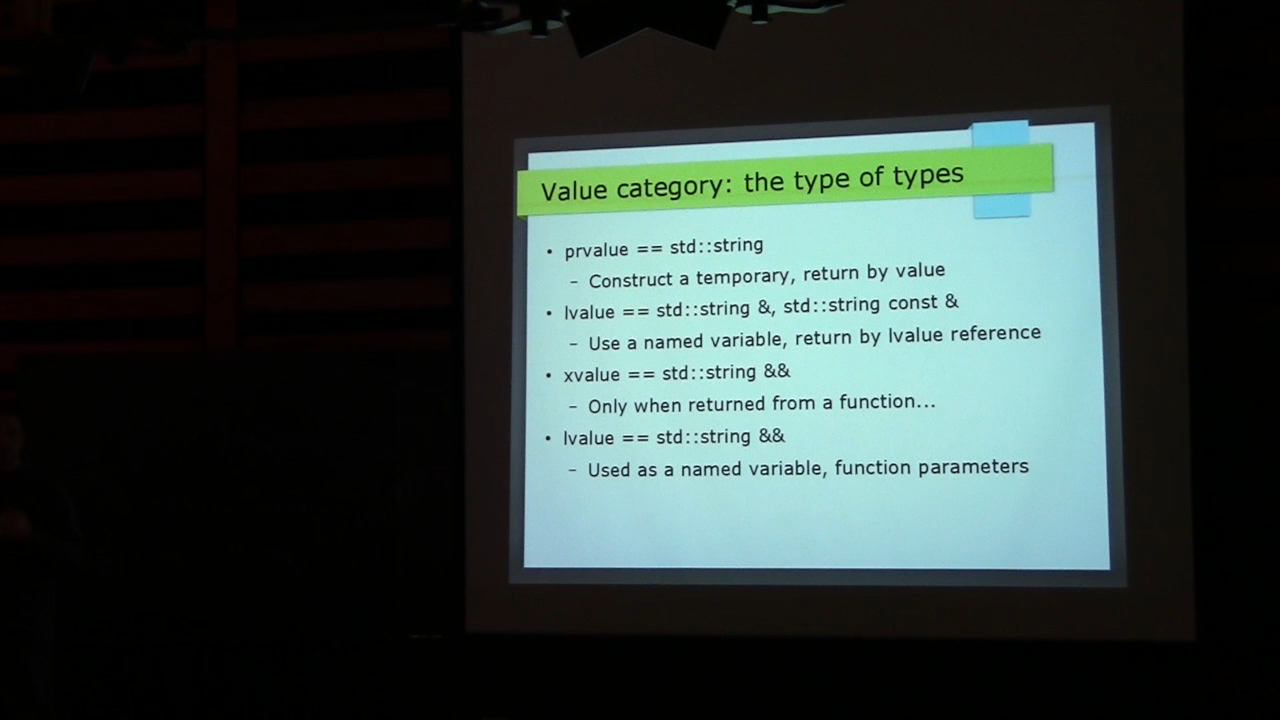 Value category: the type of types
• prvalue == std::string
– Construct a temporary, return by value
• lvalue == std::string &, std::string const &
– Use a named variable, return by lvalue reference
• xvalue == std::string &&
– Only when returned from a function...
• lvalue == std::string &&
– Used as a named variable, function parameters